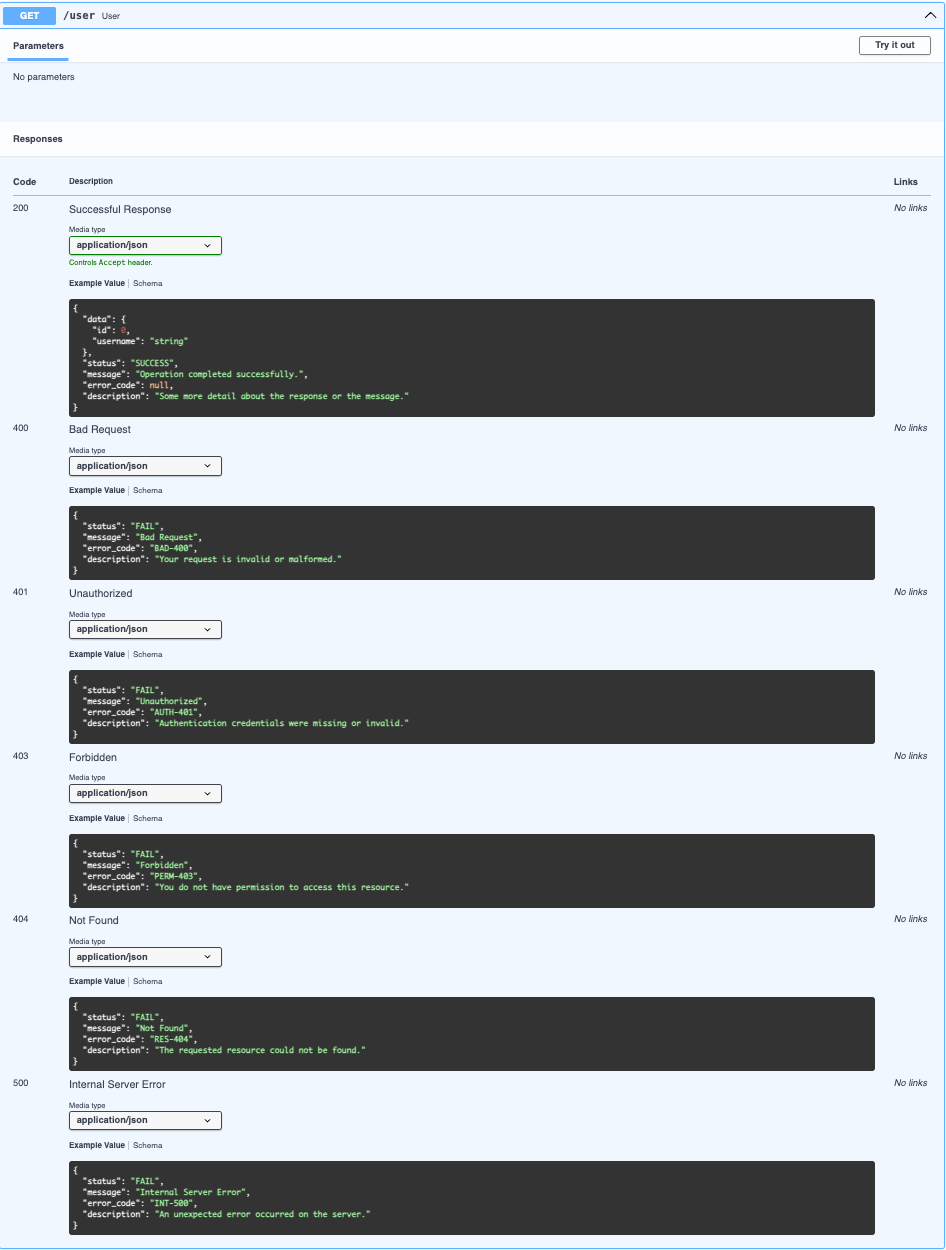 GET /user User
Parameters
Try it out
No parameters
Responses
Code Description Links
200 Successful Response No links
Media type
application/json
Controls Accept header.
Example Value | Schema
{
  "data": {
    "id": 0,
    "username": "string"
  },
  "status": "SUCCESS",
  "message": "Operation completed successfully.",
  "error_code": null,
  "description": "Some more detail about the response or the message."
}
400 Bad Request No links
Media type
application/json
Example Value | Schema
{
  "status": "FAIL",
  "message": "Bad Request",
  "error_code": "BAD-400",
  "description": "Your request is invalid or malformed."
}
401 Unauthorized No links
Media type
application/json
Example Value | Schema
{
  "status": "FAIL",
  "message": "Unauthorized",
  "error_code": "AUTH-401",
  "description": "Authentication credentials were missing or invalid."
}
403 Forbidden No links
Media type
application/json
Example Value | Schema
{
  "status": "FAIL",
  "message": "Forbidden",
  "error_code": "PERM-403",
  "description": "You do not have permission to access this resource."
}
404 Not Found No links
Media type
application/json
Example Value | Schema
{
  "status": "FAIL",
  "message": "Not Found",
  "error_code": "RES-404",
  "description": "The requested resource could not be found."
}
500 Internal Server Error No links
Media type
application/json
Example Value | Schema
{
  "status": "FAIL",
  "message": "Internal Server Error",
  "error_code": "INT-500",
  "description": "An unexpected error occurred on the server."
}